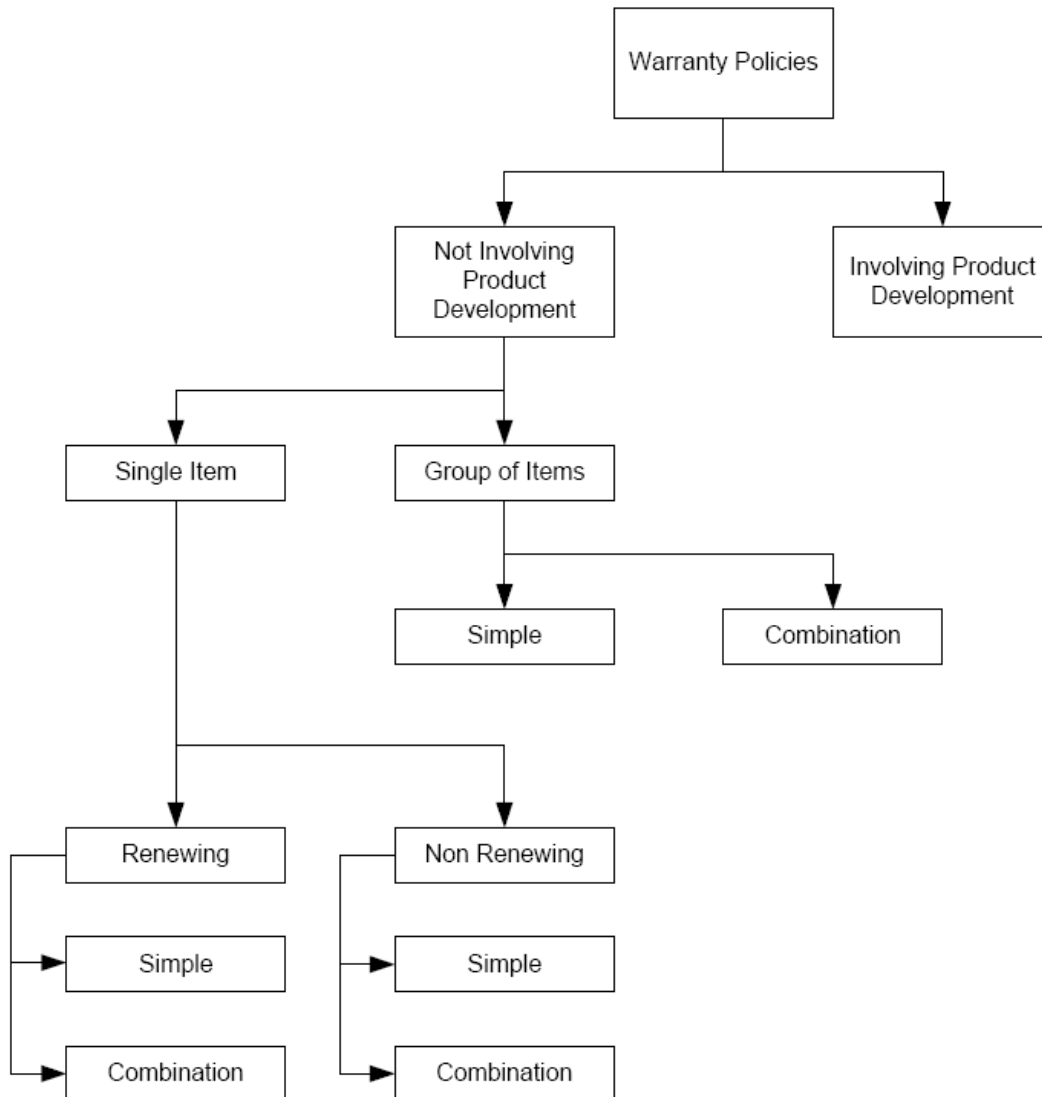 Warranty Policies
Not Involving
Product
Development
Involving Product
Development
Single Item
Group of Items
Simple
Combination
Renewing
Non Renewing
Simple
Simple
Combination
Combination